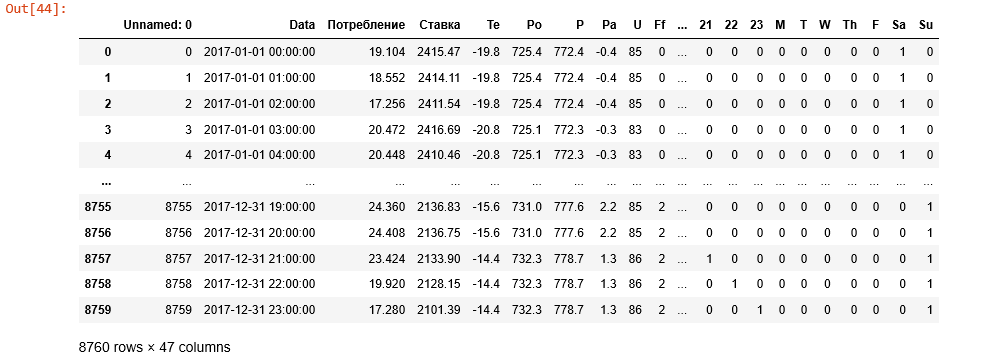 Out[44]:
Unnamed: 0 Data Потребление Ставка Te Po P Pa U Ff ... 21 22 23 M T W Th F Sa Su
0 0 2017-01-01 00:00:00 19.104 2415.47 -19.8 725.4 772.4 -0.4 85 0 ... 0 0 0 0 0 0 0 0 1 0
1 1 2017-01-01 01:00:00 18.552 2414.11 -19.8 725.4 772.4 -0.4 85 0 ... 0 0 0 0 0 0 0 0 1 0
2 2 2017-01-01 02:00:00 17.256 2411.54 -19.8 725.4 772.4 -0.4 85 0 ... 0 0 0 0 0 0 0 0 1 0
3 3 2017-01-01 03:00:00 20.472 2416.69 -20.8 725.1 772.3 -0.3 83 0 ... 0 0 0 0 0 0 0 0 1 0
4 4 2017-01-01 04:00:00 20.448 2410.46 -20.8 725.1 772.3 -0.3 83 0 ... 0 0 0 0 0 0 0 0 1 0
... ... ... ... ... ... ... ... ... ... ... ... ... ... ... ... ... ... ... ... ... ...
8755 8755 2017-12-31 19:00:00 24.360 2136.83 -15.6 731.0 777.6 2.2 85 2 ... 0 0 0 0 0 0 0 0 0 1
8756 8756 2017-12-31 20:00:00 24.408 2136.75 -15.6 731.0 777.6 2.2 85 2 ... 0 0 0 0 0 0 0 0 0 1
8757 8757 2017-12-31 21:00:00 23.424 2133.90 -14.4 732.3 778.7 1.3 86 2 ... 1 0 0 0 0 0 0 0 0 1
8758 8758 2017-12-31 22:00:00 19.920 2128.15 -14.4 732.3 778.7 1.3 86 2 ... 0 1 0 0 0 0 0 0 0 1
8759 8759 2017-12-31 23:00:00 17.280 2101.39 -14.4 732.3 778.7 1.3 86 2 ... 0 0 1 0 0 0 0 0 0 1
8760 rows × 47 columns